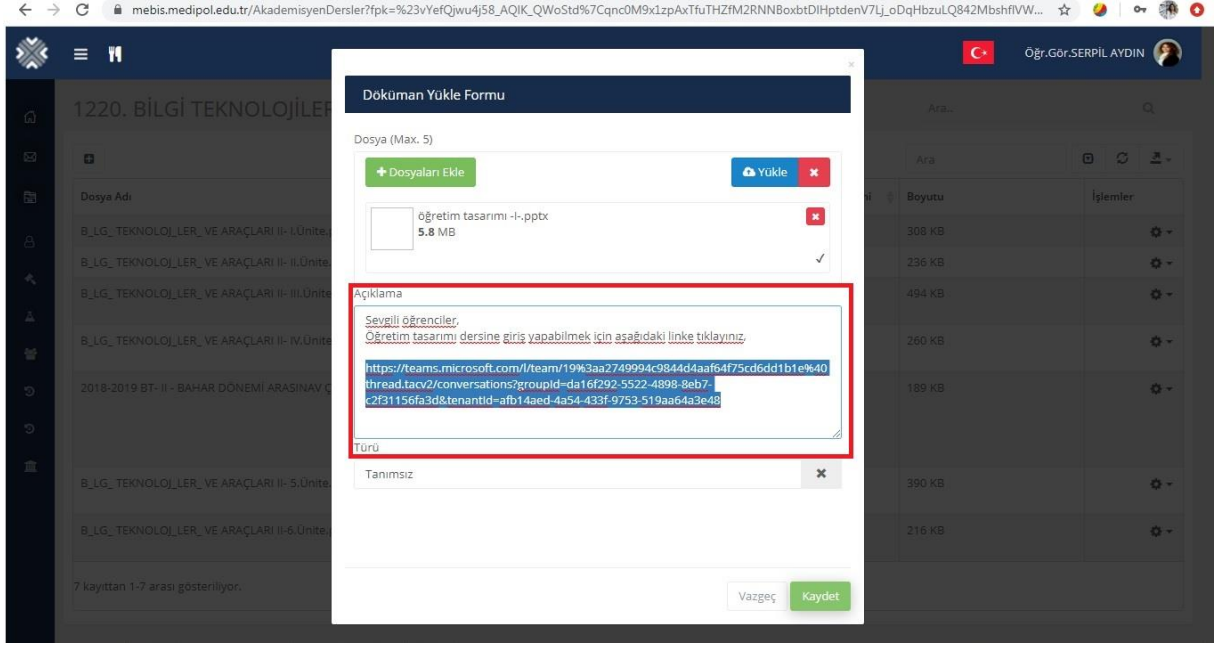 mebis.medipol.edu.tr/AkademisyenDersler?fpk=%23vYefQjwu4j58_AQIK_QWoStd%7Cqnc0M9x1zpAxTfuTHZfM2RNNBoxbtDIHptdenV7Lj_oDqHbzuLQ842MbshfIVW...
Öğr.Gör.SERPİL AYDIN
1220. BİLGİ TEKNOLOJİLER
Ara...
Döküman Yükle Formu
Dosya (Max. 5)
Dosyaları Ekle
Yükle
Ara
Dosya Adı
Boyutu
İşlemler
öğretim tasarımı -I-.pptx
5.8 MB
B_LG_ TEKNOLOJ_LER_ VE ARAÇLARI II- I.Ünite.
308 KB
B_LG_ TEKNOLOJ_LER_ VE ARAÇLARI II- II.Ünite.
236 KB
B_LG_ TEKNOLOJ_LER_ VE ARAÇLARI II- III.Ünite
494 KB
Açıklama
Sevgili öğrenciler,
Öğretim tasarımı dersine giriş yapabilmek için aşağıdaki linke tıklayınız,
B_LG_ TEKNOLOJ_LER_ VE ARAÇLARI II- IV.Ünite
260 KB
https://teams.microsoft.com/l/team/19%3aa2749994c9844d4aaf64f75cd6dd1b1e%40
thread.tacv2/conversations?groupId=da16f292-5522-4898-8eb7-
c2f31156fa3d&tenantId=afb14aed-4a54-433f-9753-519aa64a3e48
2018-2019 BT- II - BAHAR DÖNEMİ ARASINAV Ç
189 KB
Türü
Tanımsız
B_LG_ TEKNOLOJ_LER_ VE ARAÇLARI II- 5.Ünite.
390 KB
B_LG_ TEKNOLOJ_LER_ VE ARAÇLARI II-6.Ünite.
216 KB
7 kayıttan 1-7 arası gösteriliyor.
Vazgeç
Kaydet